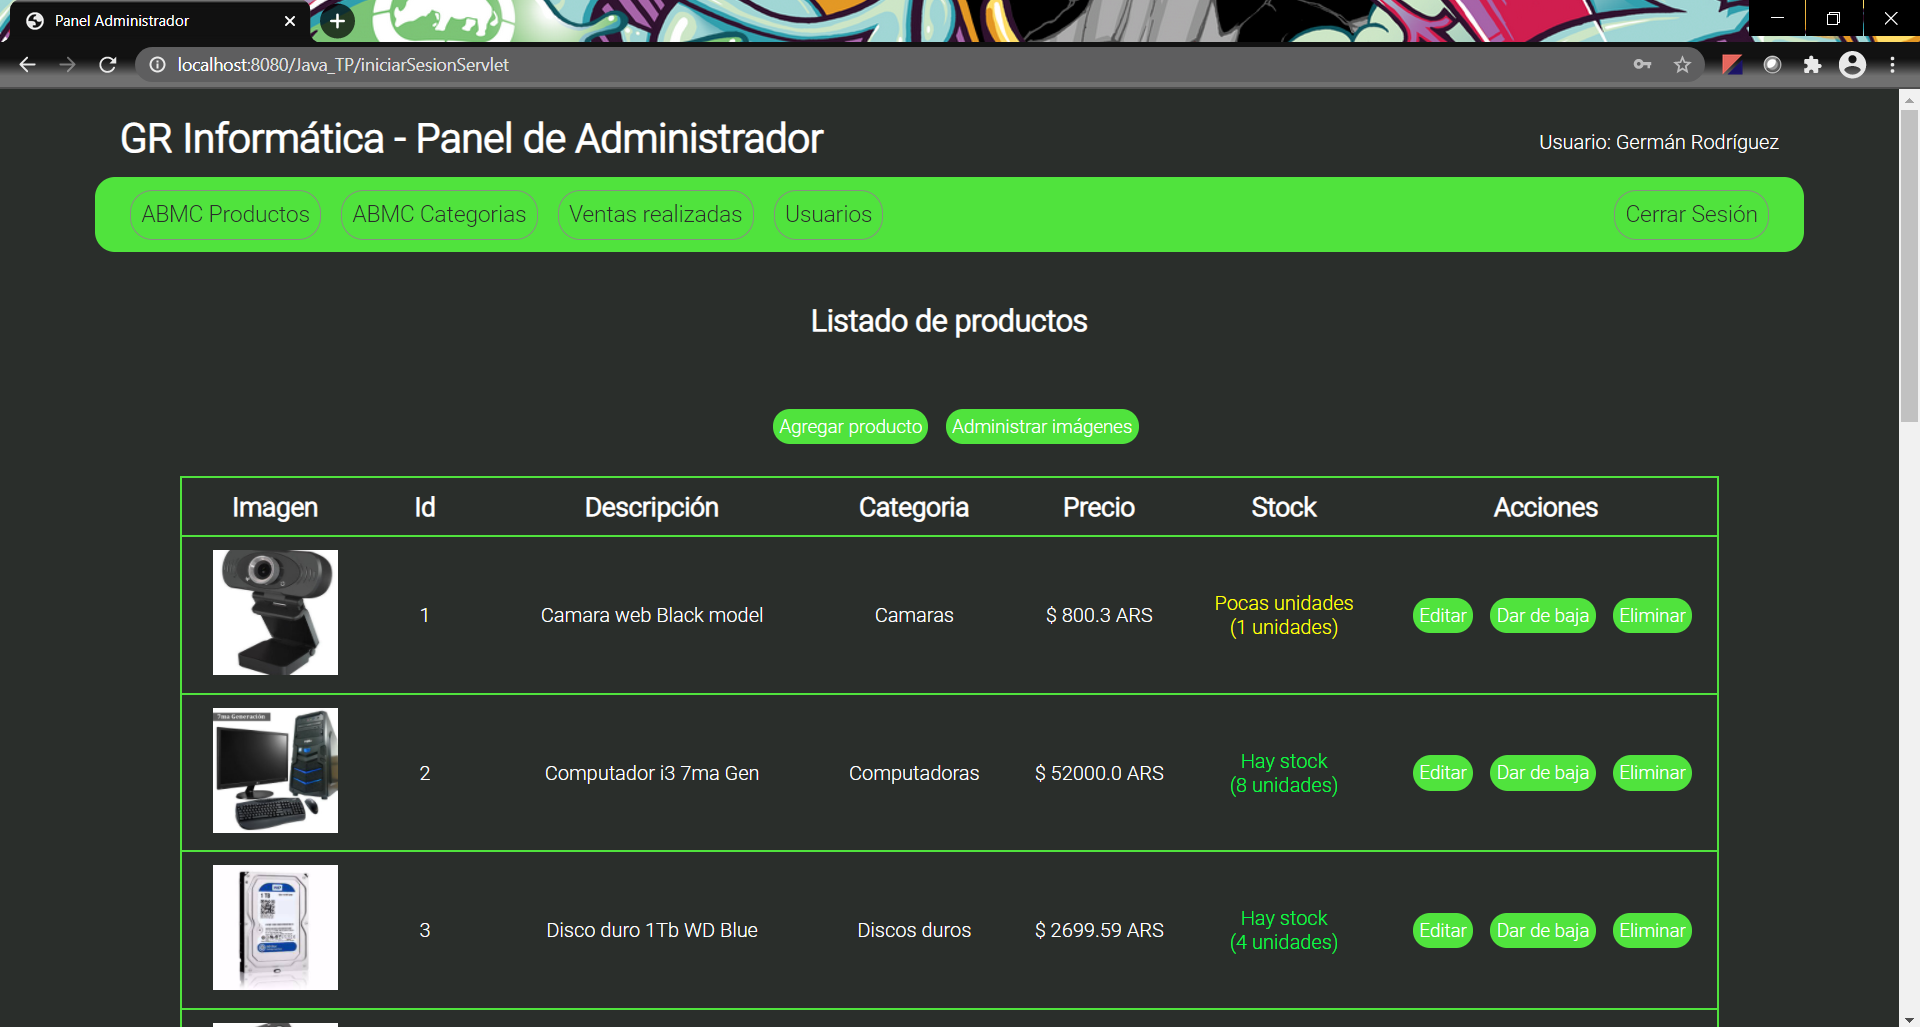 Panel Administrador
localhost:8080/Java_TP/iniciarSesionServlet
GR Informática - Panel de Administrador
Usuario: Germán Rodríguez
ABMC Productos
ABMC Categorias
Ventas realizadas
Usuarios
Cerrar Sesión
Listado de productos
Agregar producto
Administrar imágenes
Imagen Id Descripción Categoria Precio Stock Acciones
1 Camara web Black model Camaras $ 800.3 ARS
Pocas unidades
(1 unidades)
Editar Dar de baja Eliminar
7ma Generación
2 Computador i3 7ma Gen Computadoras $ 52000.0 ARS
Hay stock
(8 unidades)
Editar Dar de baja Eliminar
WD
1 TB
3 Disco duro 1Tb WD Blue Discos duros $ 2699.59 ARS
Hay stock
(4 unidades)
Editar Dar de baja Eliminar